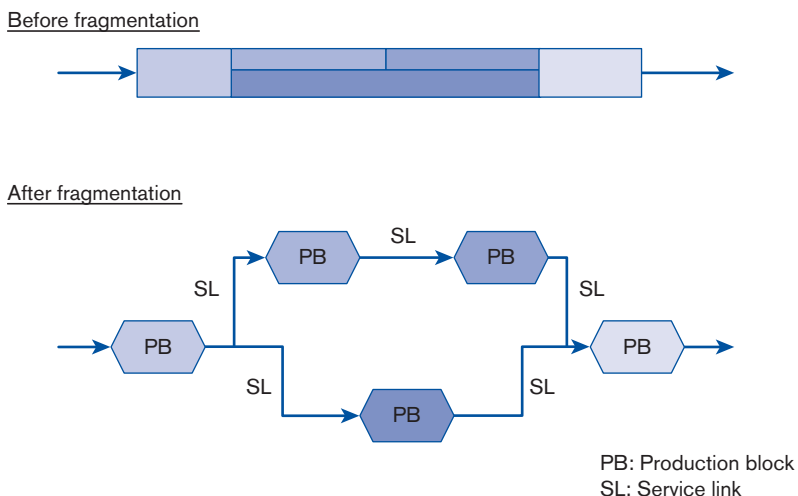 Before fragmentation
After fragmentation
PB
SL
PB
SL
SL
PB
PB
SL
PB
SL
PB: Production block
SL: Service link